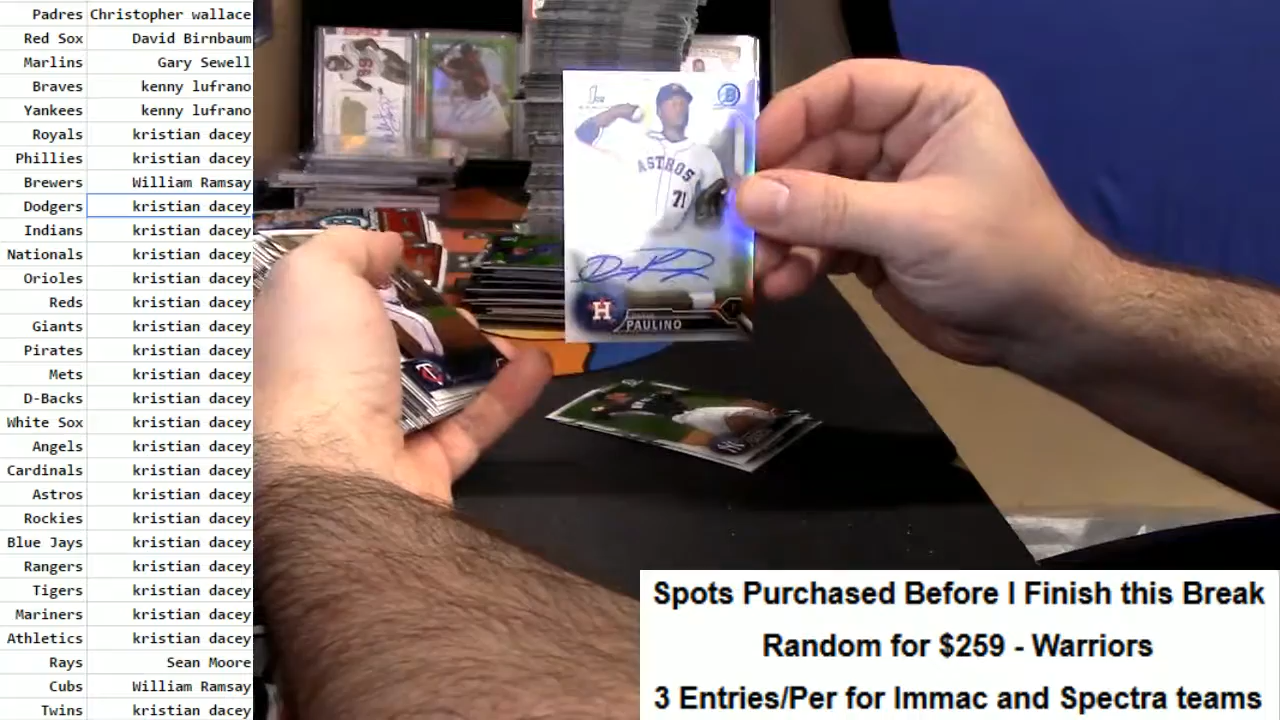 Padres Christopher wallace
Red Sox David Birnbaum
Marlins Gary Sewell
Braves kenny lufrano
Yankees kenny lufrano
Royals kristian dacey
Phillies kristian dacey
Brewers William Ramsay
Dodgers kristian dacey
Indians kristian dacey
Nationals kristian dacey
Orioles kristian dacey
Reds kristian dacey
Giants kristian dacey
Pirates kristian dacey
Mets kristian dacey
D-Backs kristian dacey
White Sox kristian dacey
Angels kristian dacey
Cardinals kristian dacey
Astros kristian dacey
Rockies kristian dacey
Blue Jays kristian dacey
Rangers kristian dacey
Tigers kristian dacey
Mariners kristian dacey
Athletics kristian dacey
Rays Sean Moore
Cubs William Ramsay
Twins kristian dacey
1st
B
ASTROS
71
H
PAULINO
Spots Purchased Before I Finish this Break
Random for $259 - Warriors
3 Entries/Per for Immac and Spectra teams